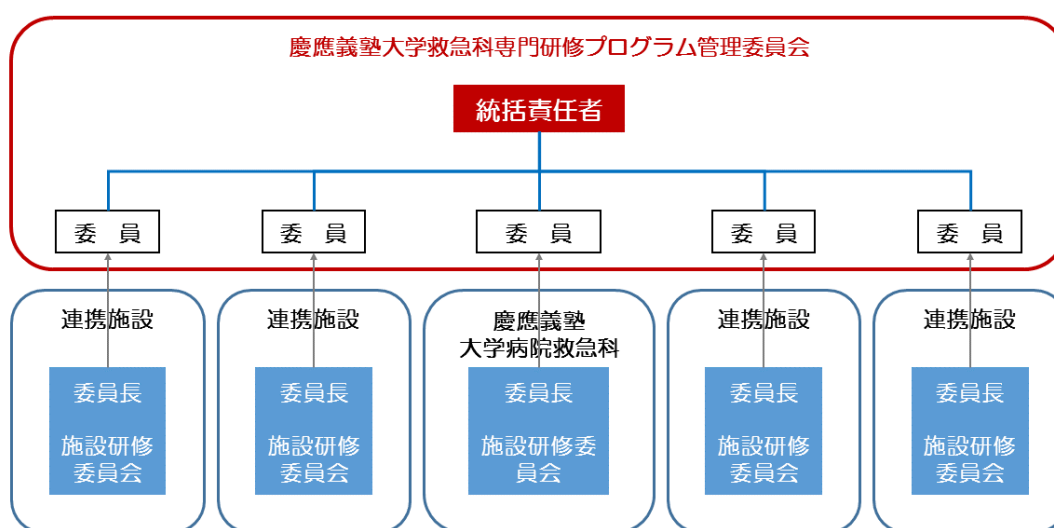 慶應義塾大学救急科専門研修プログラム管理委員会
統括責任者
委　員
委　員
委　員
委　員
委　員
連携施設
連携施設
慶應義塾
大学病院救急科
連携施設
連携施設
委員長
施設研修
委員会
委員長
施設研修
委員会
委員長
施設研修委
員会
委員長
施設研修
委員会
委員長
施設研修
委員会